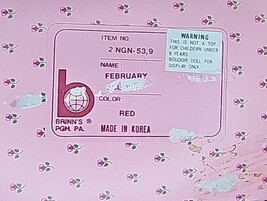 ITEM NO.
2 NGN-53,9
NAME:
FEBRUARY
COLOR:
RED
b
BRINN'S ®
PGH. PA.
MADE IN KOREA
WARNING
THIS IS NOT A TOY
FOR CHILDREN UNDER
8 YEARS
BOUDOIR DOLL FOR
DISPLAY ONLY